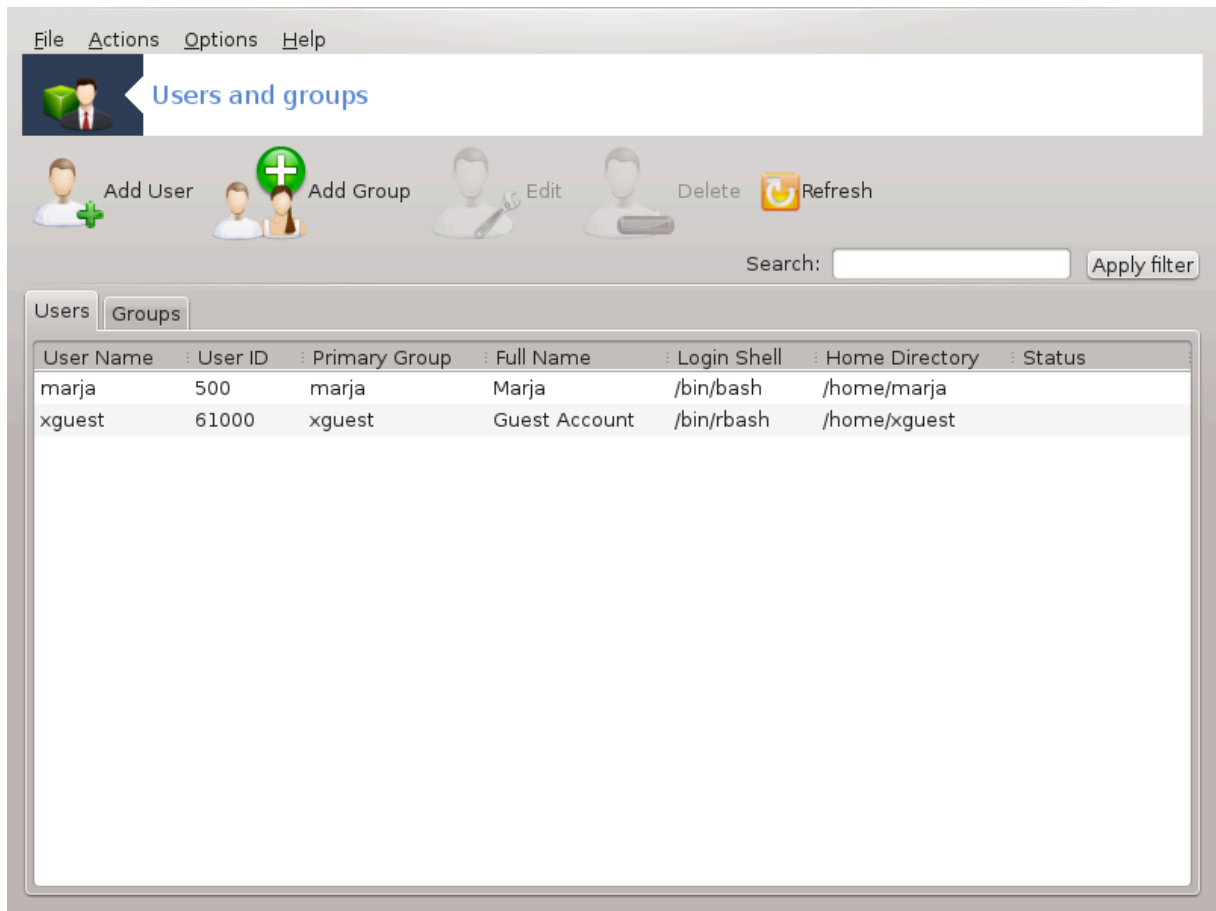 File Actions Options Help
Users and groups
Add User Add Group Edit Delete Refresh
Search: Apply filter
Users Groups
User Name User ID Primary Group Full Name Login Shell Home Directory Status
marja 500 marja Marja /bin/bash /home/marja
xguest 61000 xguest Guest Account /bin/rbash /home/xguest